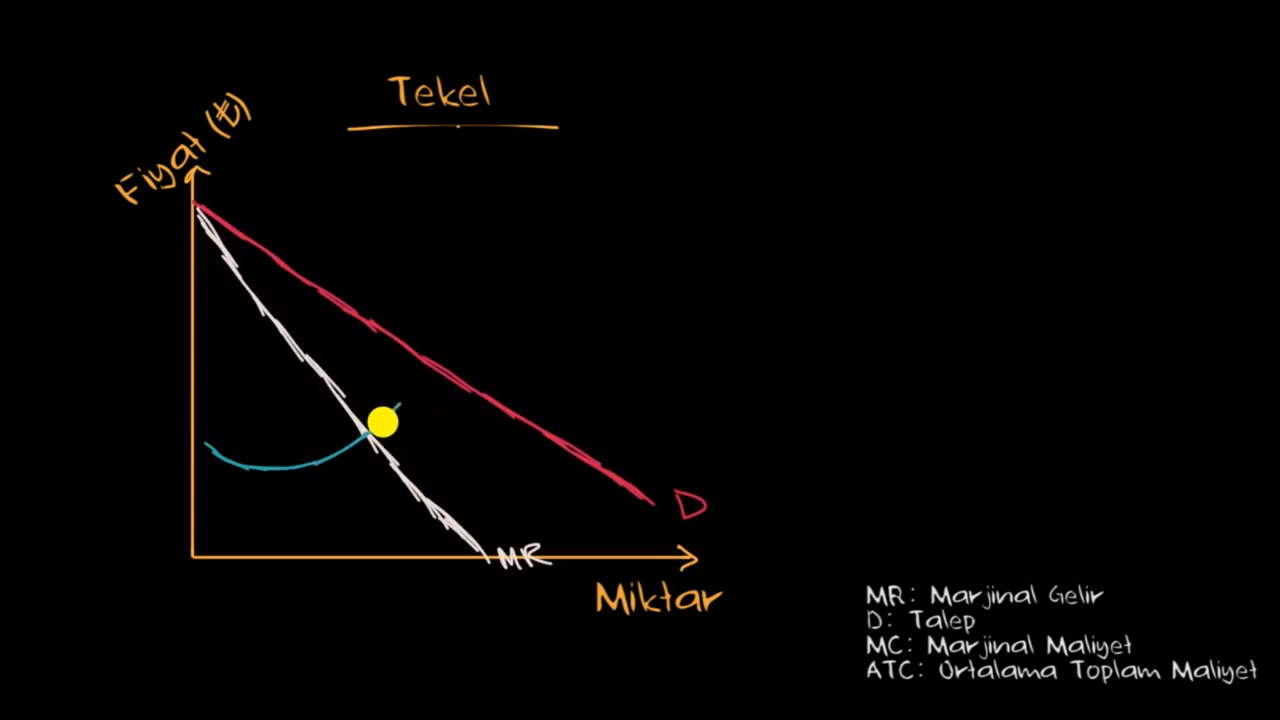 Tekel
Fiyat (₺)
D
MR
Miktar
MR: Marjinal Gelir
D: Talep
MC: Marjinal Maliyet
ATC: Ortalama Toplam Maliyet